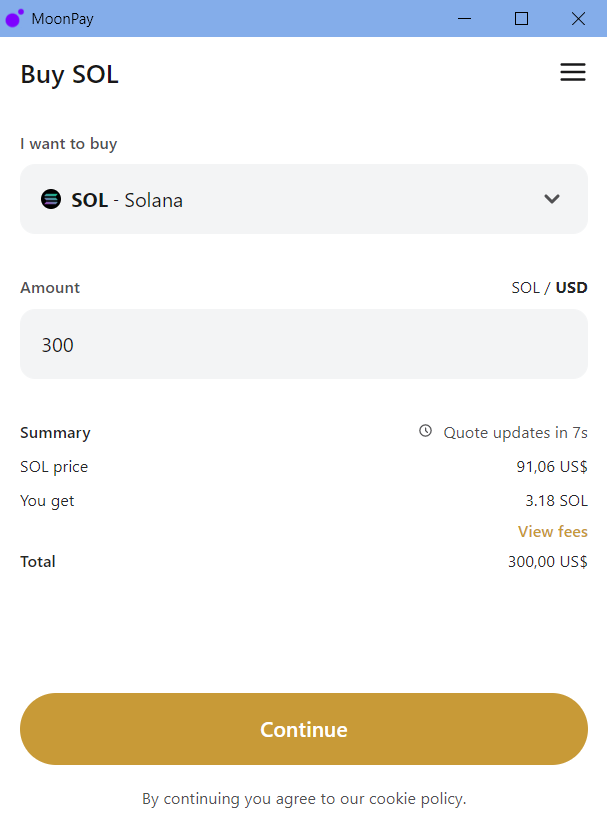 MoonPay
Buy SOL
I want to buy
SOL - Solana
Amount SOL / USD
300
Summary Quote updates in 7s
SOL price 91,06 US$
You get 3.18 SOL
View fees
Total 300,00 US$
Continue
By continuing you agree to our cookie policy.